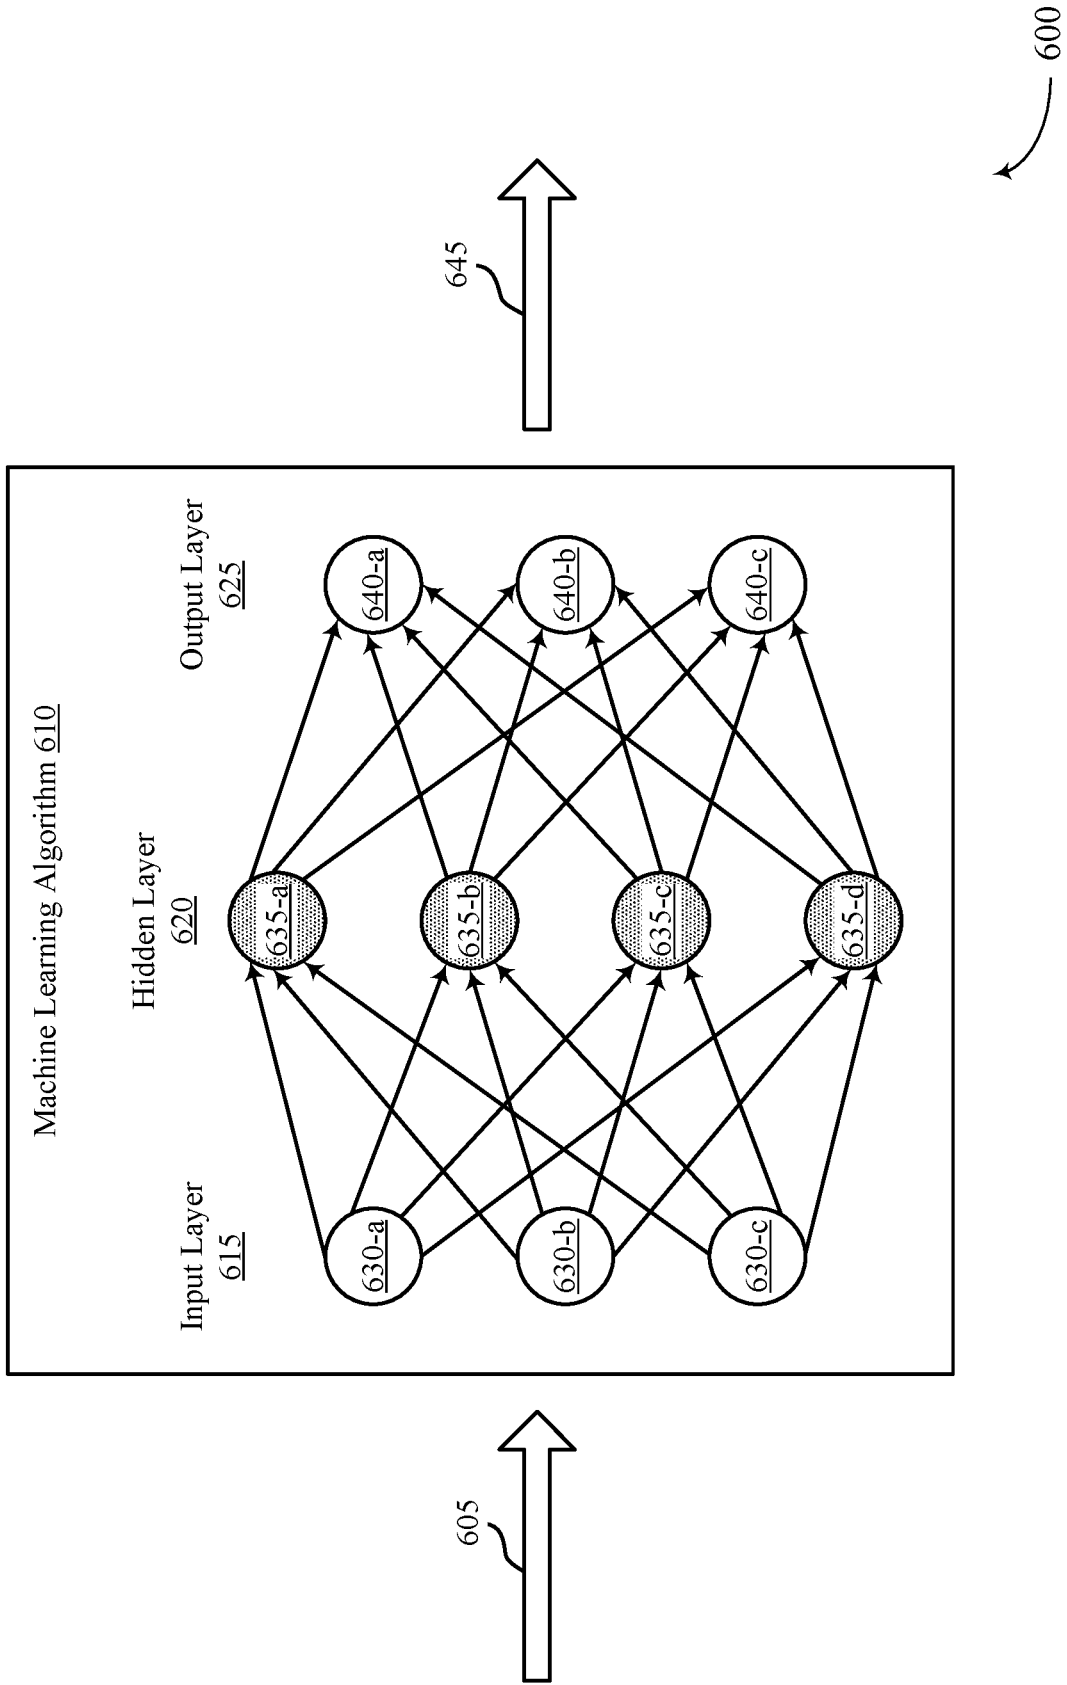 Machine Learning Algorithm 610
Input Layer
615
Hidden Layer
620
Output Layer
625
605
630-a
630-b
630-c
635-a
635-b
635-c
635-d
640-a
640-b
640-c
645
600